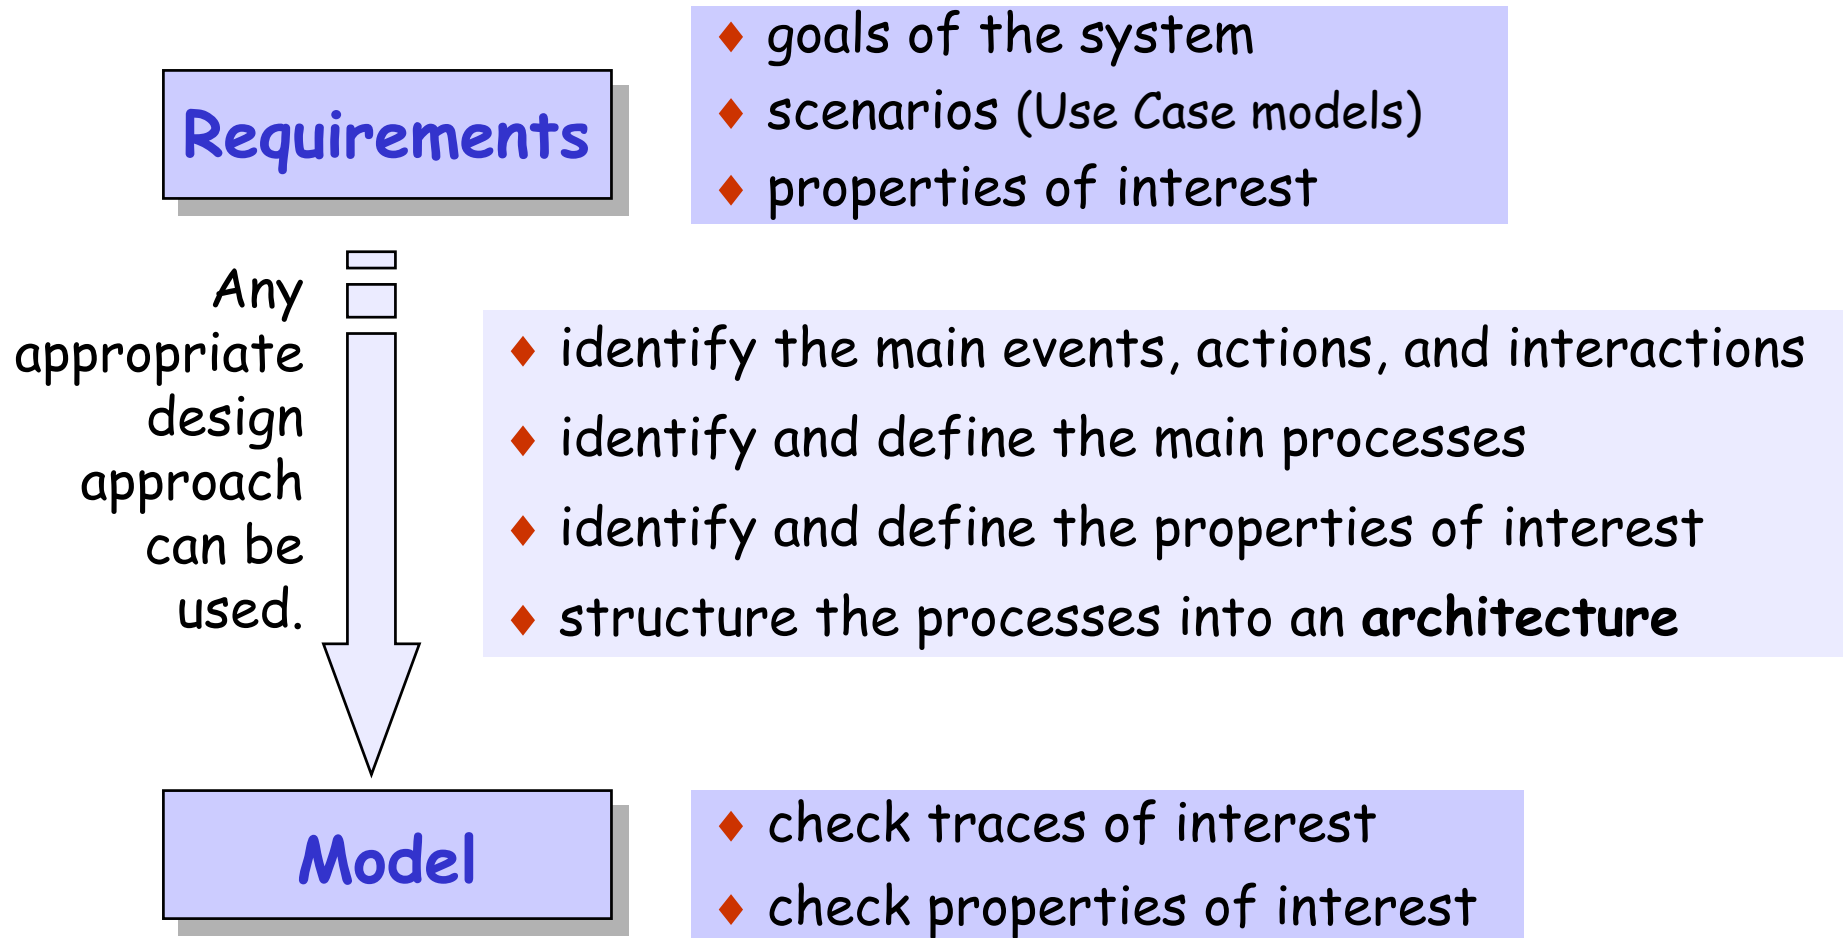 Requirements
♦ goals of the system
♦ scenarios (Use Case models)
♦ properties of interest
Any
appropriate
design
approach
can be
used.
♦ identify the main events, actions, and interactions
♦ identify and define the main processes
♦ identify and define the properties of interest
♦ structure the processes into an architecture
Model
♦ check traces of interest
♦ check properties of interest